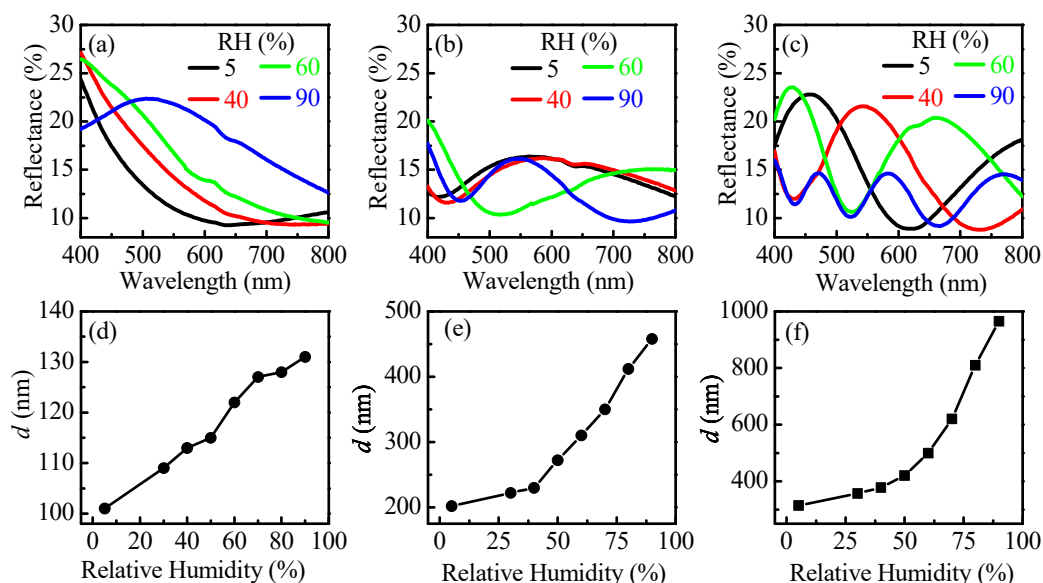 (a) RH (%)
5 60
40 90
30
25
20
15
10
Reflectance (%)
400 500 600 700 800
Wavelength (nm)
(b) RH (%)
5 60
40 90
30
25
20
15
10
Reflectance (%)
400 500 600 700 800
Wavelength (nm)
(c) RH (%)
5 60
40 90
30
25
20
15
10
Reflectance (%)
400 500 600 700 800
Wavelength (nm)
(d)
130
120
110
100
d (nm)
0 20 40 60 80 100
Relative Humidity (%)
(e)
500
400
300
200
d (nm)
0 25 50 75 100
Relative Humidity (%)
(f)
1000
800
600
400
d (nm)
0 25 50 75 100
Relative Humidity (%)